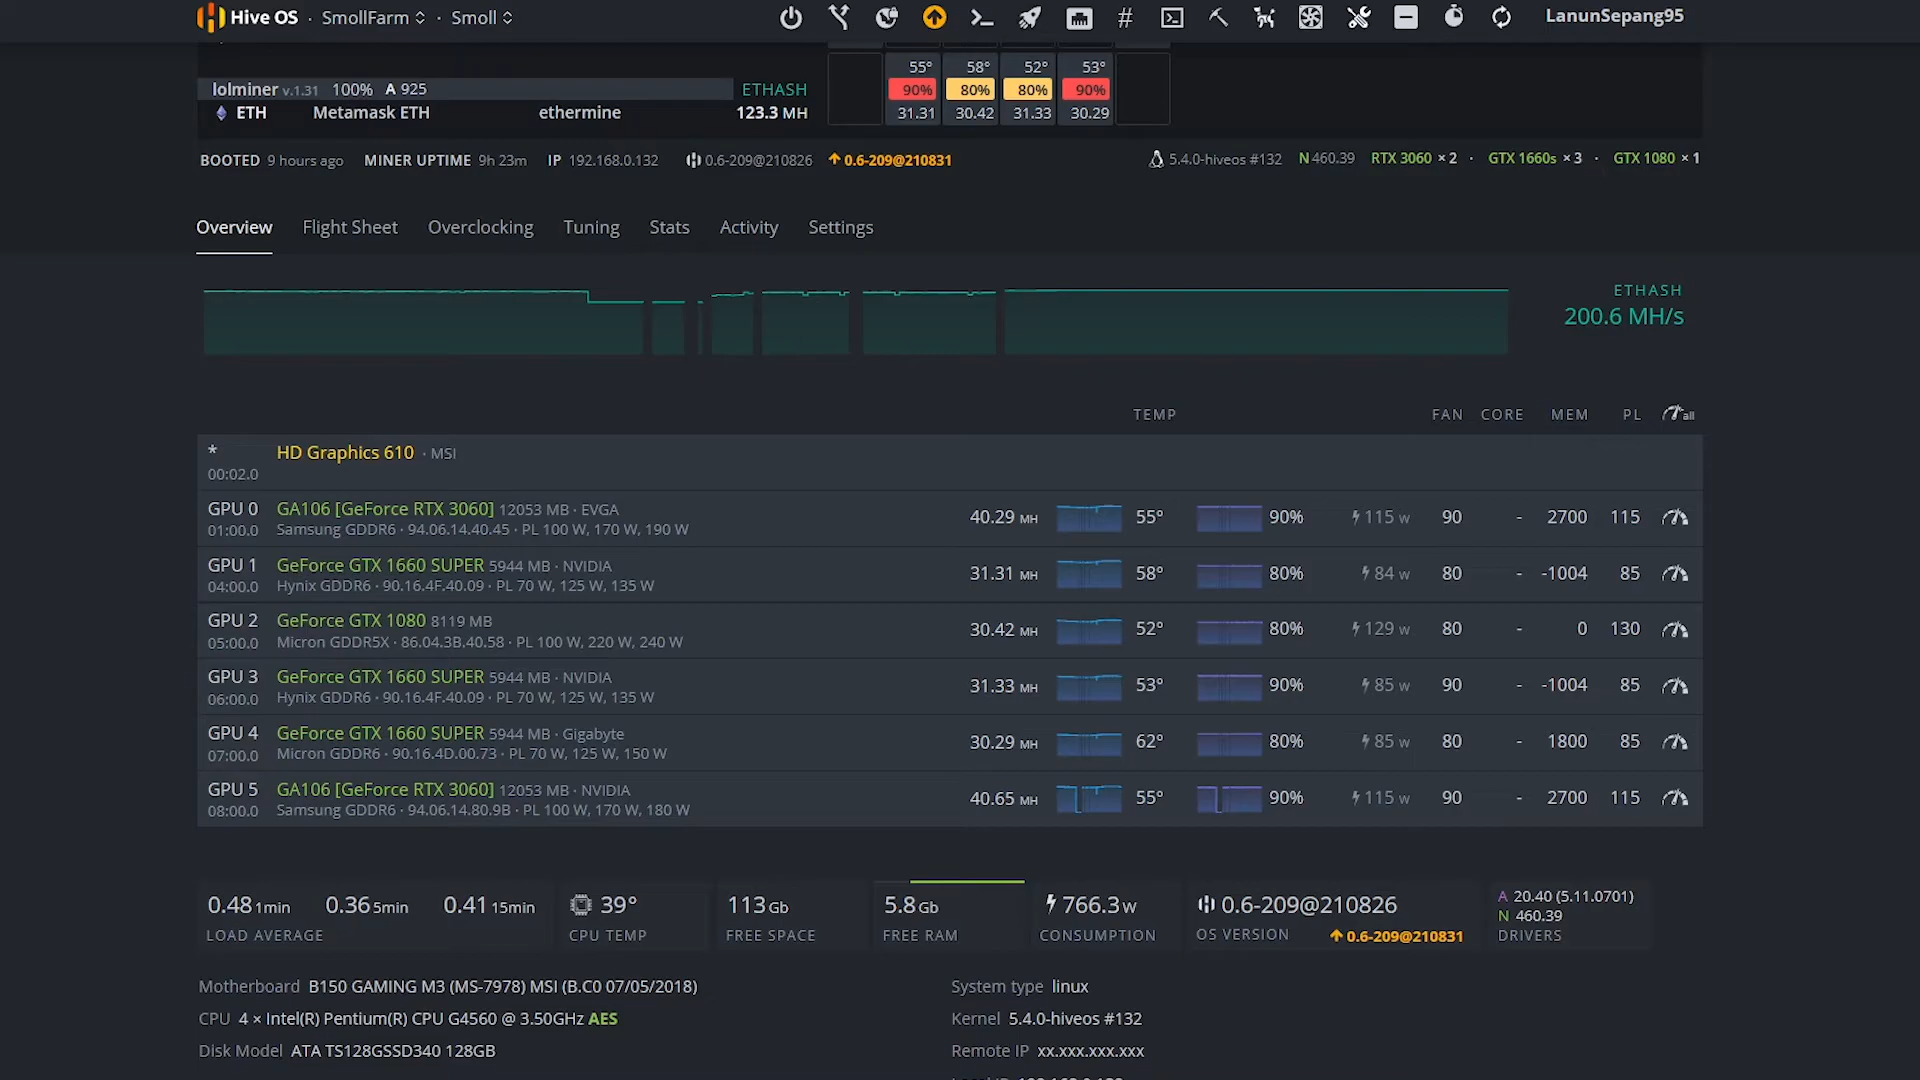 Hive OS · SmollFarm · Smoll # LanunSepang95
55° 58° 52° 53°
lolminer v.1.31 100% A 925 ETHASH 90% 80% 80% 90%
ETH Metamask ETH ethermine 123.3 MH 31.31 30.42 31.33 30.29
BOOTED 9 hours ago MINER UPTIME 9h 23m IP 192.168.0.132 0.6-209@210826 0.6-209@210831 5.4.0-hiveos #132 N 460.39 RTX 3060 × 2 · GTX 1660s × 3 · GTX 1080 × 1
Overview Flight Sheet Overclocking Tuning Stats Activity Settings
ETHASH
200.6 MH/s
TEMP FAN CORE MEM PL all
* HD Graphics 610 · MSI
00:02.0
GPU 0 GA106 [GeForce RTX 3060] 12053 MB · EVGA 40.29 MH 55° 90% 115 W 90 - 2700 115
01:00.0 Samsung GDDR6 · 94.06.14.40.45 · PL 100 W, 170 W, 190 W
GPU 1 GeForce GTX 1660 SUPER 5944 MB · NVIDIA 31.31 MH 58° 80% 84 W 80 - -1004 85
04:00.0 Hynix GDDR6 · 90.16.4F.40.09 · PL 70 W, 125 W, 135 W
GPU 2 GeForce GTX 1080 8119 MB 30.42 MH 52° 80% 129 W 80 - 0 130
05:00.0 Micron GDDR5X · 86.04.3B.40.58 · PL 100 W, 220 W, 240 W
GPU 3 GeForce GTX 1660 SUPER 5944 MB · NVIDIA 31.33 MH 53° 90% 85 W 90 - -1004 85
06:00.0 Hynix GDDR6 · 90.16.4F.40.09 · PL 70 W, 125 W, 135 W
GPU 4 GeForce GTX 1660 SUPER 5944 MB · Gigabyte 30.29 MH 62° 80% 85 W 80 - 1800 85
07:00.0 Micron GDDR6 · 90.16.4D.00.73 · PL 70 W, 125 W, 150 W
GPU 5 GA106 [GeForce RTX 3060] 12053 MB · NVIDIA 40.65 MH 55° 90% 115 W 90 - 2700 115
08:00.0 Samsung GDDR6 · 94.06.14.80.9B · PL 100 W, 170 W, 180 W
0.48 1min 0.36 5min 0.41 15min 39° 113 Gb 5.8 Gb 766.3 W 0.6-209@210826 A 20.40 (5.11.0701)
N 460.39
LOAD AVERAGE CPU TEMP FREE SPACE FREE RAM CONSUMPTION OS VERSION 0.6-209@210831 DRIVERS
Motherboard B150 GAMING M3 (MS-7978) MSI (B.C0 07/05/2018) System type linux
CPU 4 × Intel(R) Pentium(R) CPU G4560 @ 3.50GHz AES Kernel 5.4.0-hiveos #132
Disk Model ATA TS128GSSD340 128GB Remote IP xx.xxx.xxx.xxx